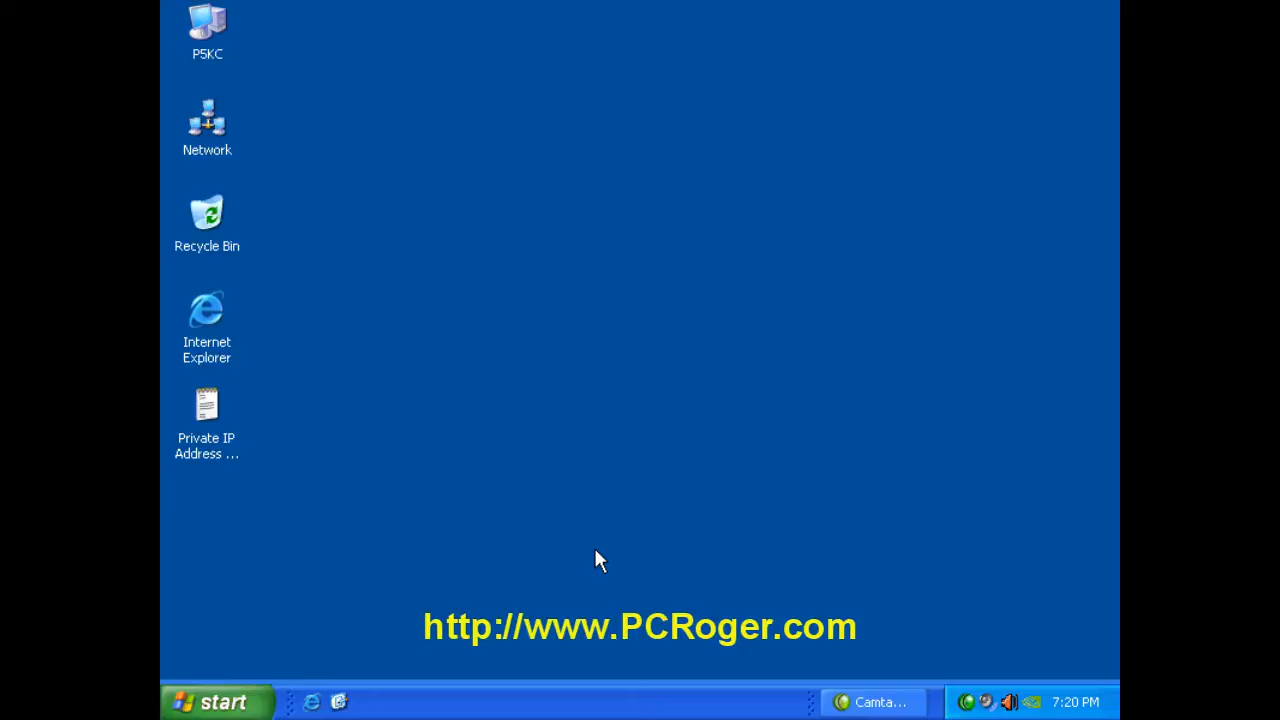 P5KC
Network
Recycle Bin
Internet
Explorer
Private IP
Address ...
http://www.PCRoger.com
start
Camta...
7:20 PM